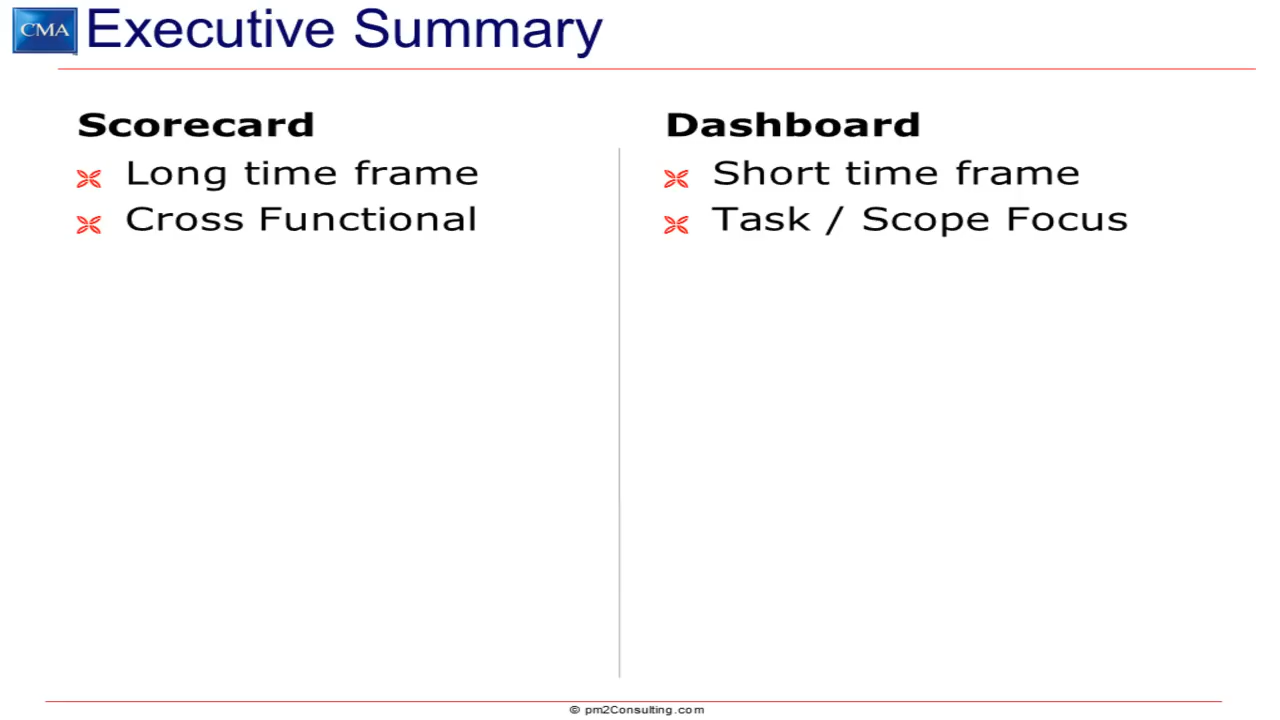 CMA
Executive Summary
Scorecard
Long time frame
Cross Functional
Dashboard
Short time frame
Task / Scope Focus
© pm2Consulting.com